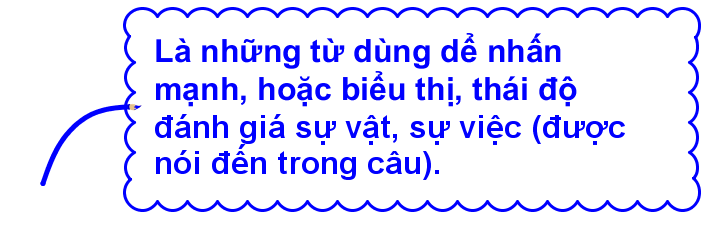 Là những từ dùng dể nhấn
mạnh, hoặc biểu thị, thái độ
đánh giá sự vật, sự việc (được
nói đến trong câu).